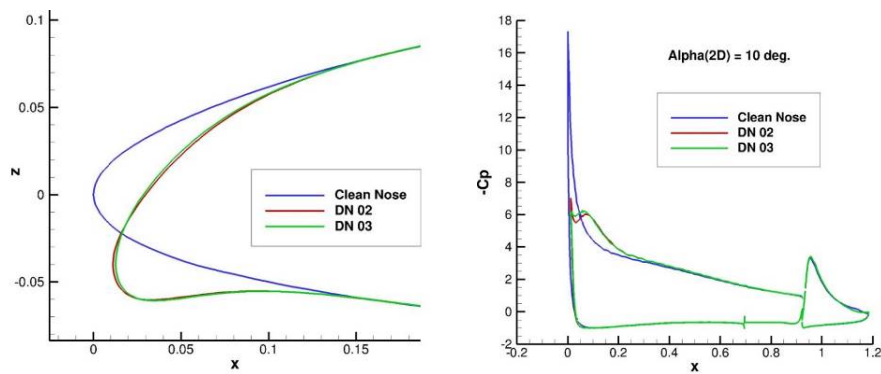 0.1
0.05
0
-0.05
z
0
0.05
0.1
0.15
x
Clean Nose
DN 02
DN 03
18
16
14
12
10
8
6
4
2
0
-2
-Cp
-0.2
0
0.2
0.4
0.6
0.8
1
1.2
x
Alpha(2D) = 10 deg.
Clean Nose
DN 02
DN 03